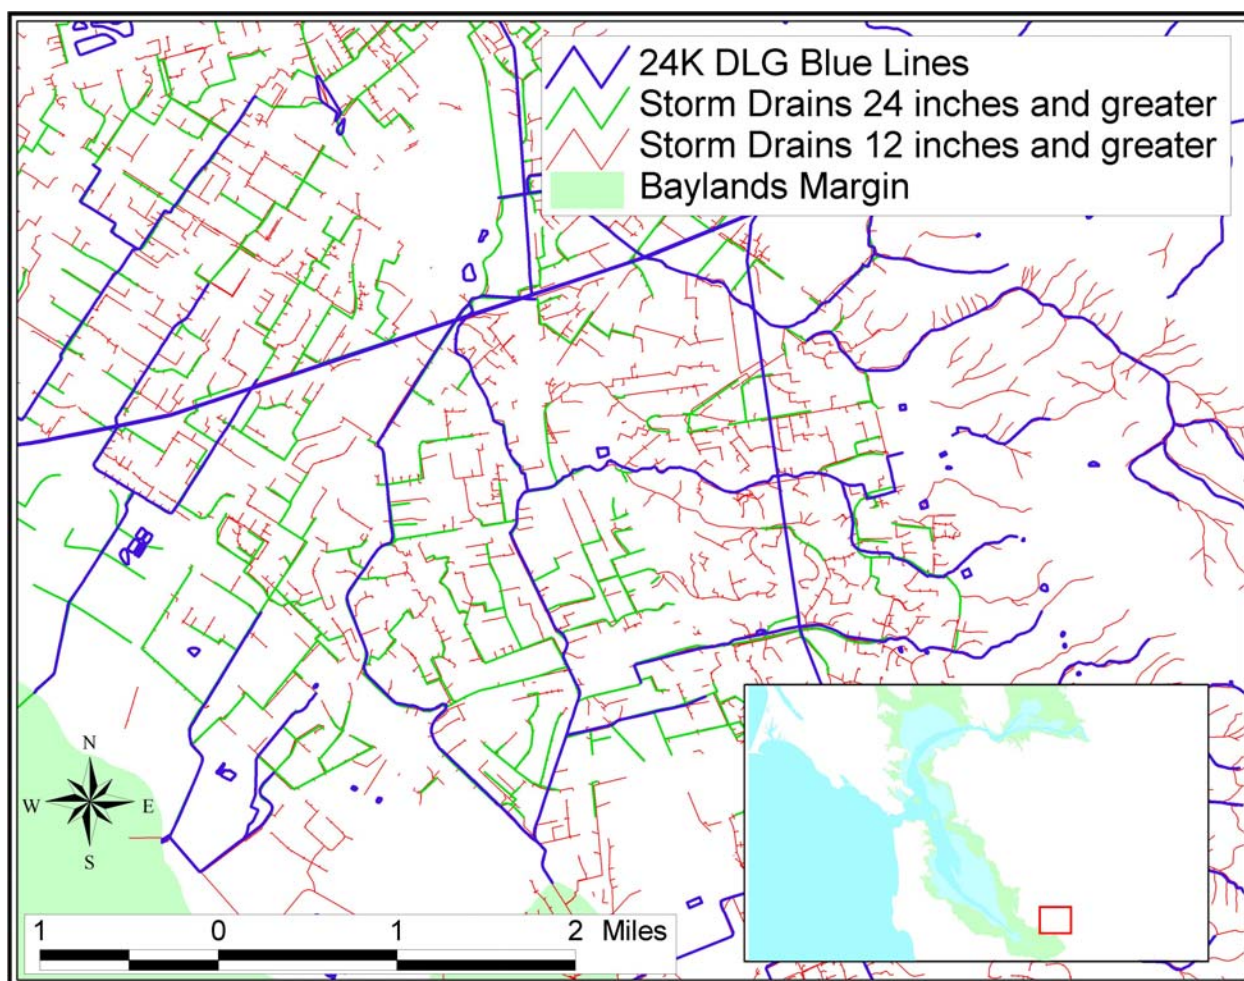 24K DLG Blue Lines
Storm Drains 24 inches and greater
Storm Drains 12 inches and greater
Baylands Margin
N
W E
S
1 0 1 2 Miles